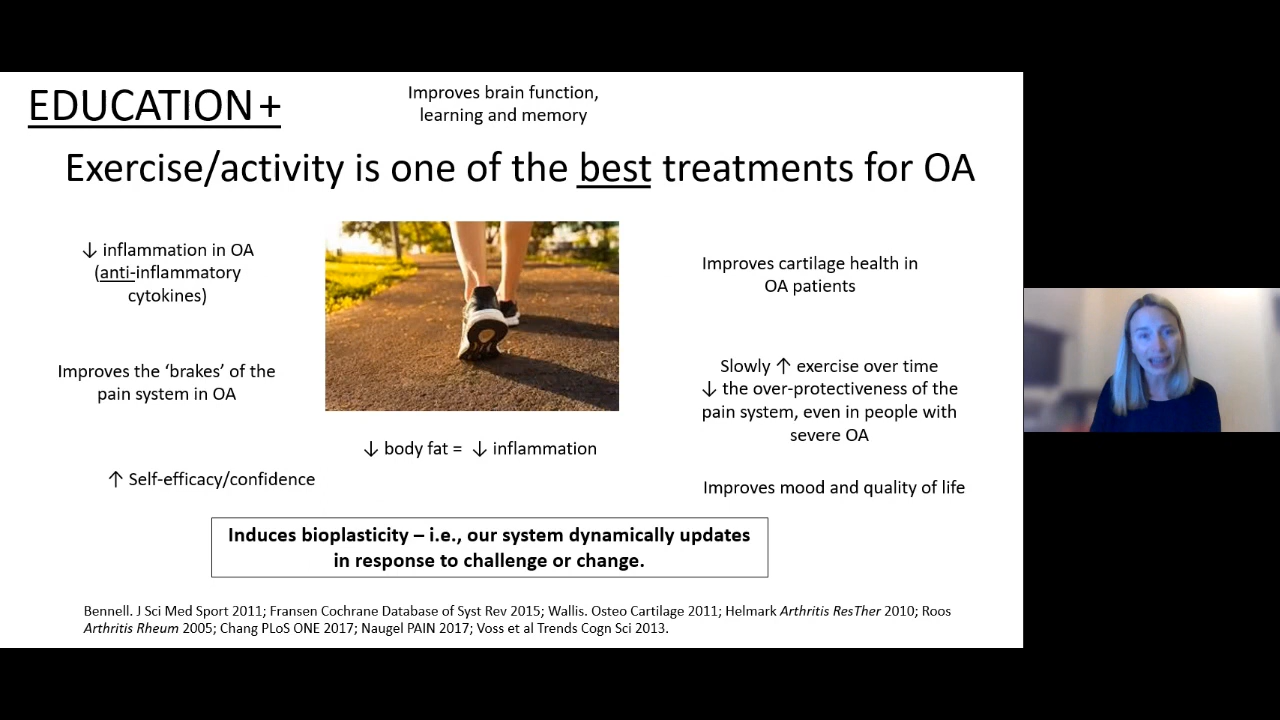 EDUCATION+
Improves brain function,
learning and memory
Exercise/activity is one of the best treatments for OA
↓ inflammation in OA
(anti-inflammatory
cytokines)
Improves cartilage health in
OA patients
Improves the ‘brakes’ of the
pain system in OA
Slowly ↑ exercise over time
↓ the over-protectiveness of the
pain system, even in people with
severe OA
↓ body fat = ↓ inflammation
↑ Self-efficacy/confidence
Improves mood and quality of life
Induces bioplasticity – i.e., our system dynamically updates
in response to challenge or change.
Bennell. J Sci Med Sport 2011; Fransen Cochrane Database of Syst Rev 2015; Wallis. Osteo Cartilage 2011; Helmark Arthritis ResTher 2010; Roos
Arthritis Rheum 2005; Chang PLoS ONE 2017; Naugel PAIN 2017; Voss et al Trends Cogn Sci 2013.